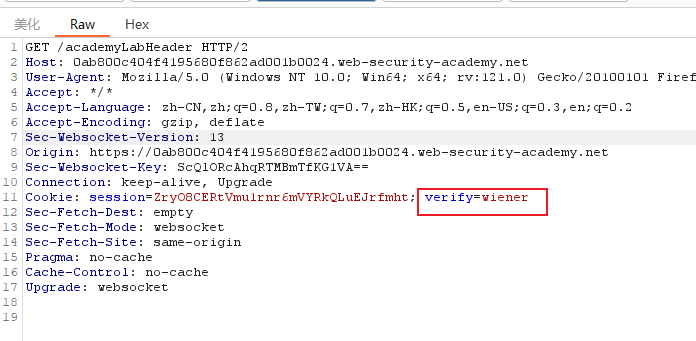 美化 Raw Hex
1 GET /academyLabHeader HTTP/2
2 Host: 0ab800c404f4195680f862ad001b0024.web-security-academy.net
3 User-Agent: Mozilla/5.0 (Windows NT 10.0; Win64; x64; rv:121.0) Gecko/20100101 Firef
4 Accept: */*
5 Accept-Language: zh-CN,zh;q=0.8,zh-TW;q=0.7,zh-HK;q=0.5,en-US;q=0.3,en;q=0.2
6 Accept-Encoding: gzip, deflate
7 Sec-Websocket-Version: 13
8 Origin: https://0ab800c404f4195680f862ad001b0024.web-security-academy.net
9 Sec-Websocket-Key: ScQlORcAhqRTMBmTfKG1VA==
10 Connection: keep-alive, Upgrade
11 Cookie: session=ZryO8CERtVmu1rnr6mVYRkQLuEJrfmht; verify=wiener
12 Sec-Fetch-Dest: empty
13 Sec-Fetch-Mode: websocket
14 Sec-Fetch-Site: same-origin
15 Pragma: no-cache
16 Cache-Control: no-cache
17 Upgrade: websocket
18
19